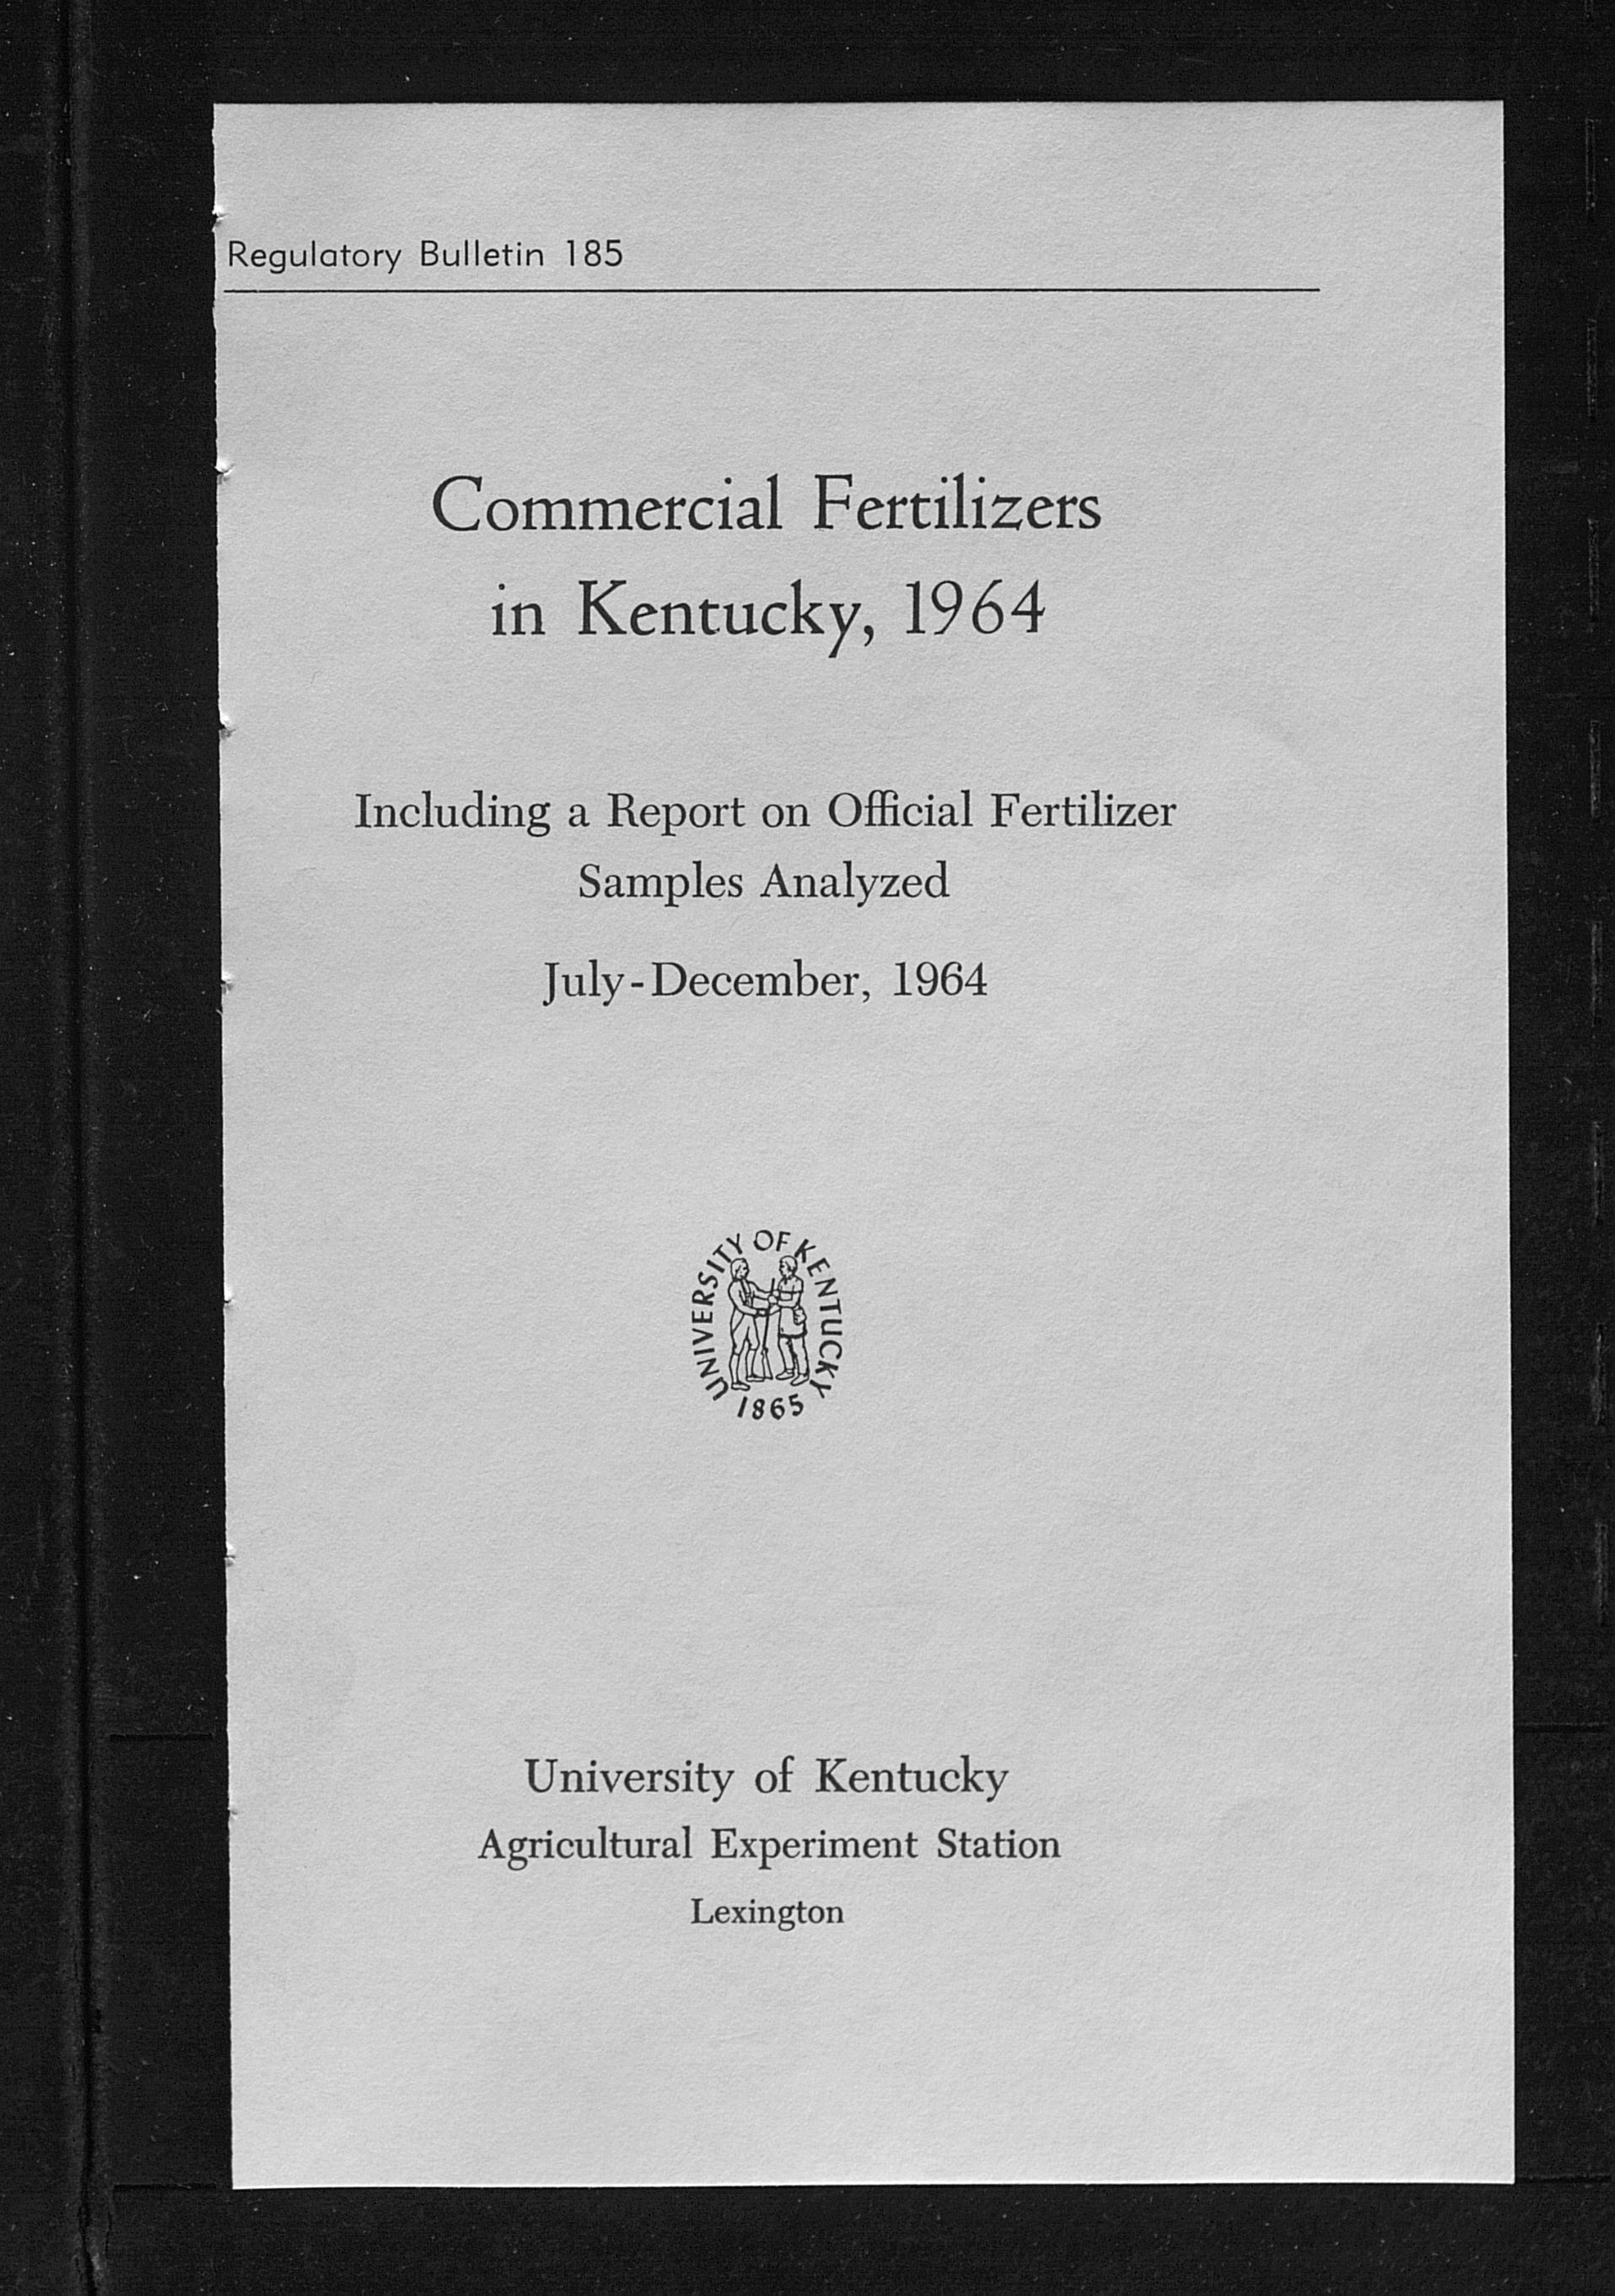 Regulatory Bulletin 185
Commercial Fertilizers
in Kentucky, 1964
Including a Report on Official Fertilizer
Samples Analyzed
July-December, 1964
UNIVERSITY OF KENTUCKY
1865
University of Kentucky
Agricultural Experiment Station
Lexington